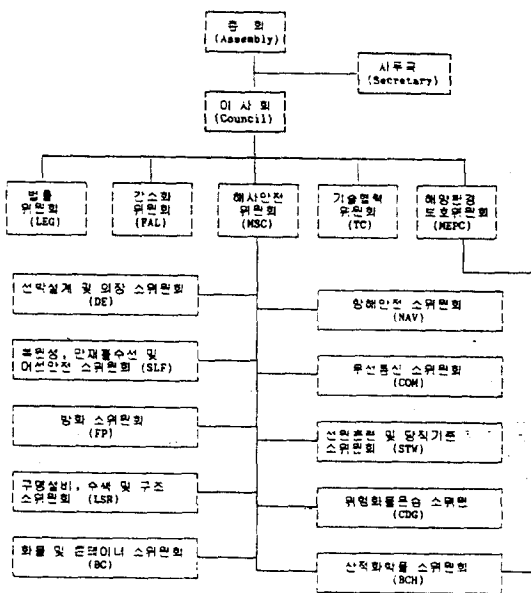 총 회
(Assembly)
사무국
(Secretary)
이 사 회
(Council)
법률
위원회
(LEG)
간소화
위원회
(FAL)
해사안전
위원회
(MSC)
기술협력
위원회
(TC)
해양환경
보호위원회
(MEPC)
선박설계 및 의장 소위원회
(DE)
항해안전 소위원회
(NAV)
복원성, 만재흘수선 및
어선안전 소위원회 (SLF)
무선통신 소위원회
(COM)
방화 소위원회
(FP)
선원훈련 및 당직기준
소위원회 (STW)
구명설비, 수색 및 구조
소위원회 (LSR)
위험화물운송 소위원
(CDG)
화물 및 컨테이너 소위원회
(BC)
산적화학물 소위원회
(BCH)